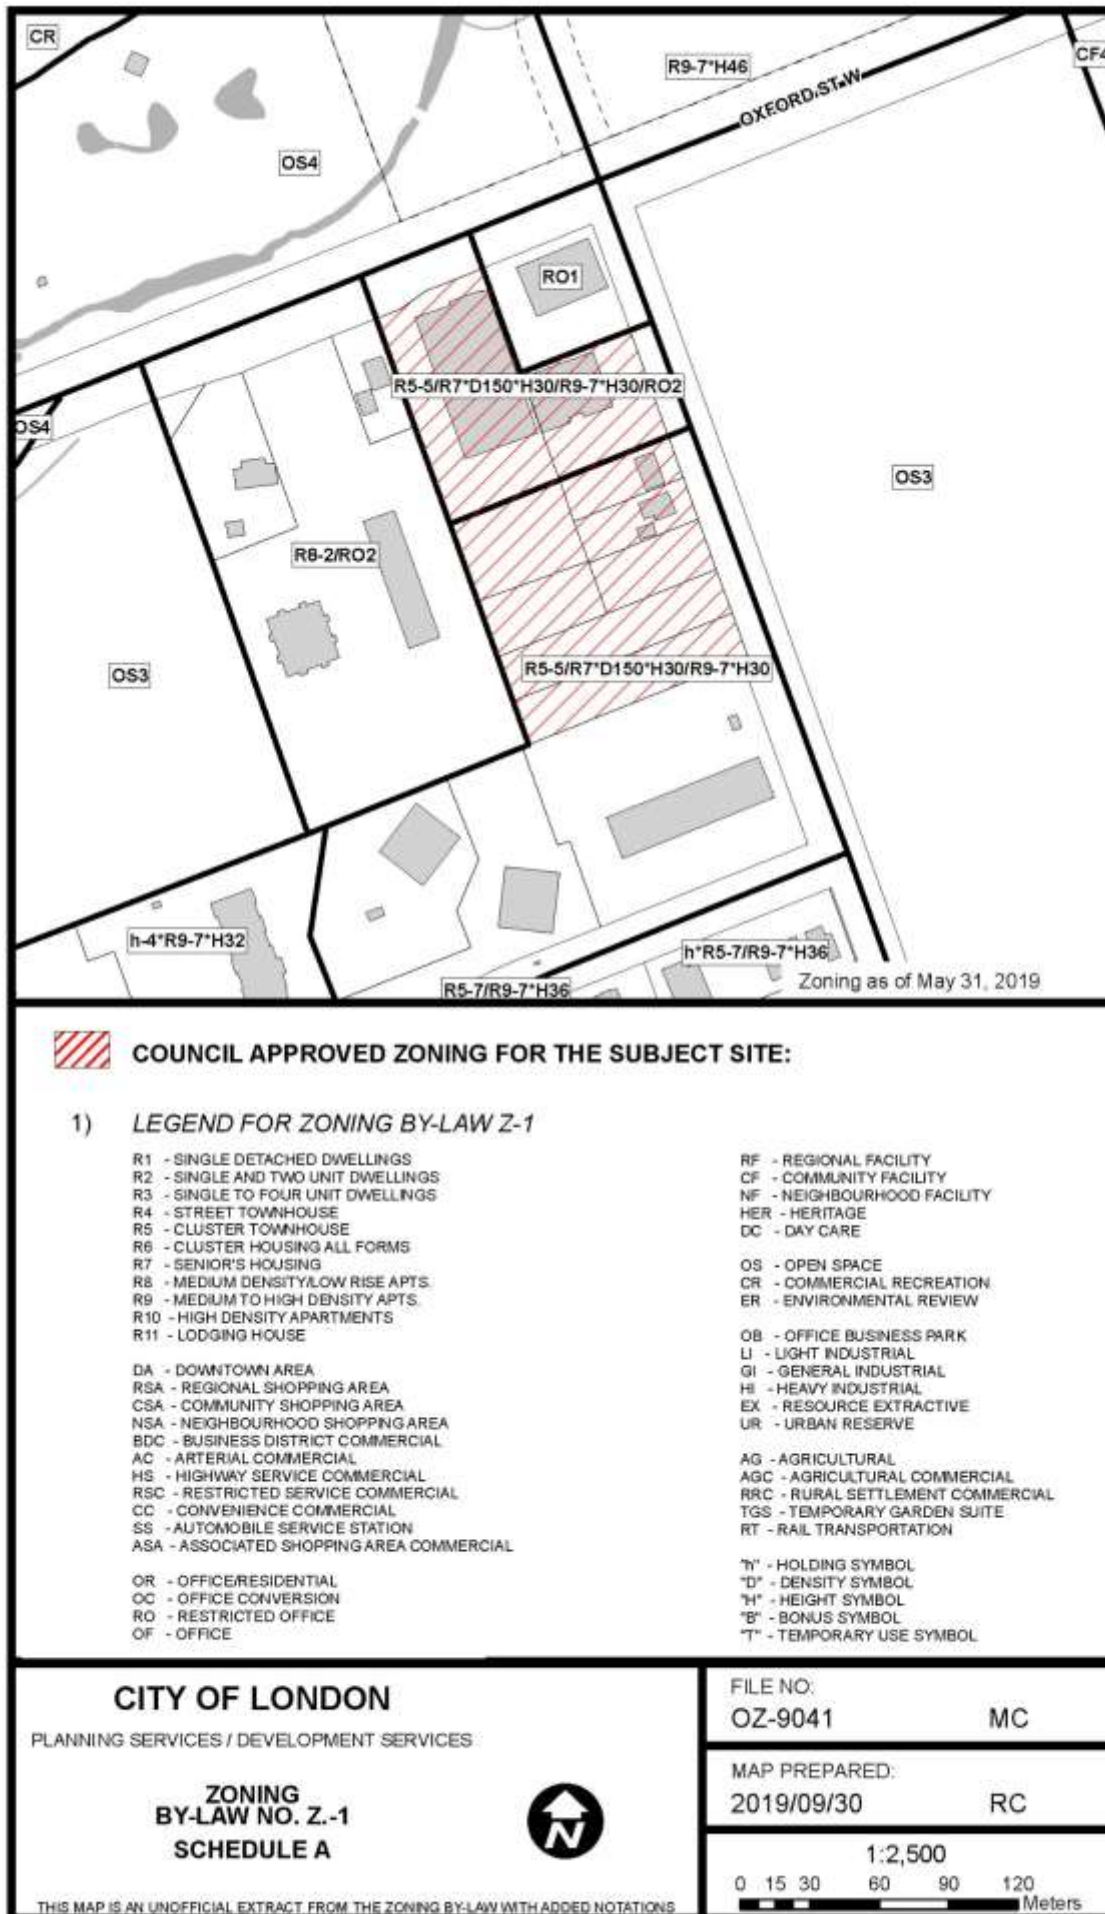 CR
R9-7*H46
CF4
OXFORD ST W
OS4
RO1
R5-5/R7*D150*H30/R9-7*H30/RO2
OS4
OS3
R8-2/RO2
R5-5/R7*D150*H30/R9-7*H30
OS3
h-4*R9-7*H32
h*R5-7/R9-7*H36
R5-7/R9-7*H36
Zoning as of May 31, 2019
COUNCIL APPROVED ZONING FOR THE SUBJECT SITE:
1) LEGEND FOR ZONING BY-LAW Z-1
R1 - SINGLE DETACHED DWELLINGS
R2 - SINGLE AND TWO UNIT DWELLINGS
R3 - SINGLE TO FOUR UNIT DWELLINGS
R4 - STREET TOWNHOUSE
R5 - CLUSTER TOWNHOUSE
R6 - CLUSTER HOUSING ALL FORMS
R7 - SENIOR'S HOUSING
R8 - MEDIUM DENSITY/LOW RISE APTS.
R9 - MEDIUM TO HIGH DENSITY APTS.
R10 - HIGH DENSITY APARTMENTS
R11 - LODGING HOUSE
DA - DOWNTOWN AREA
RSA - REGIONAL SHOPPING AREA
CSA - COMMUNITY SHOPPING AREA
NSA - NEIGHBOURHOOD SHOPPING AREA
BDC - BUSINESS DISTRICT COMMERCIAL
AC - ARTERIAL COMMERCIAL
HS - HIGHWAY SERVICE COMMERCIAL
RSC - RESTRICTED SERVICE COMMERCIAL
CC - CONVENIENCE COMMERCIAL
SS - AUTOMOBILE SERVICE STATION
ASA - ASSOCIATED SHOPPING AREA COMMERCIAL
OR - OFFICE/RESIDENTIAL
OC - OFFICE CONVERSION
RO - RESTRICTED OFFICE
OF - OFFICE
RF - REGIONAL FACILITY
CF - COMMUNITY FACILITY
NF - NEIGHBOURHOOD FACILITY
HER - HERITAGE
DC - DAY CARE
OS - OPEN SPACE
CR - COMMERCIAL RECREATION
ER - ENVIRONMENTAL REVIEW
OB - OFFICE BUSINESS PARK
LI - LIGHT INDUSTRIAL
GI - GENERAL INDUSTRIAL
HI - HEAVY INDUSTRIAL
EX - RESOURCE EXTRACTIVE
UR - URBAN RESERVE
AG - AGRICULTURAL
AGC - AGRICULTURAL COMMERCIAL
RRC - RURAL SETTLEMENT COMMERCIAL
TGS - TEMPORARY GARDEN SUITE
RT - RAIL TRANSPORTATION
"h" - HOLDING SYMBOL
"D" - DENSITY SYMBOL
"H" - HEIGHT SYMBOL
"B" - BONUS SYMBOL
"T" - TEMPORARY USE SYMBOL
CITY OF LONDON
PLANNING SERVICES / DEVELOPMENT SERVICES
ZONING
BY-LAW NO. Z.-1
SCHEDULE A
N
THIS MAP IS AN UNOFFICIAL EXTRACT FROM THE ZONING BY-LAW WITH ADDED NOTATIONS
FILE NO:
OZ-9041 MC
MAP PREPARED:
2019/09/30 RC
1:2,500
0 15 30 60 90 120
Meters